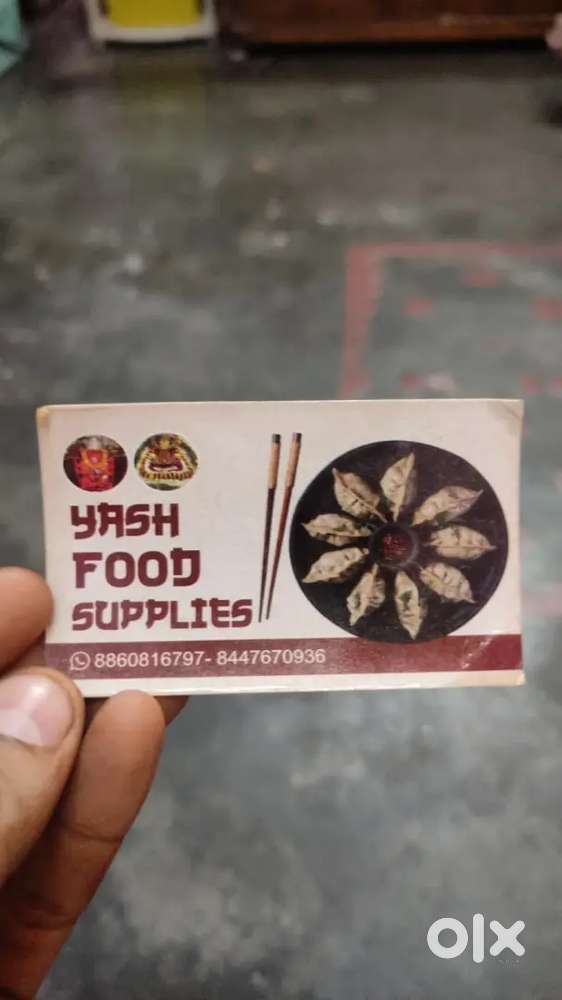 YASH
FOOD
SUPPLIES
8860816797- 8447670936
olx